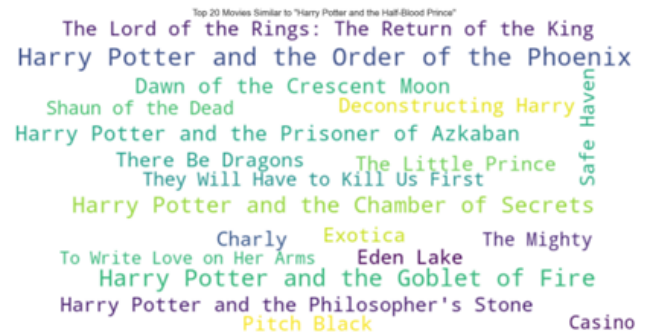 Top 20 Movies Similar to "Harry Potter and the Half-Blood Prince"
The Lord of the Rings: The Return of the King
Harry Potter and the Order of the Phoenix
Dawn of the Crescent Moon
Shaun of the Dead
Deconstructing Harry
Safe Haven
Harry Potter and the Prisoner of Azkaban
There Be Dragons
The Little Prince
They Will Have to Kill Us First
Harry Potter and the Chamber of Secrets
Charly
Exotica
The Mighty
To Write Love on Her Arms
Eden Lake
Harry Potter and the Goblet of Fire
Harry Potter and the Philosopher's Stone
Pitch Black
Casino